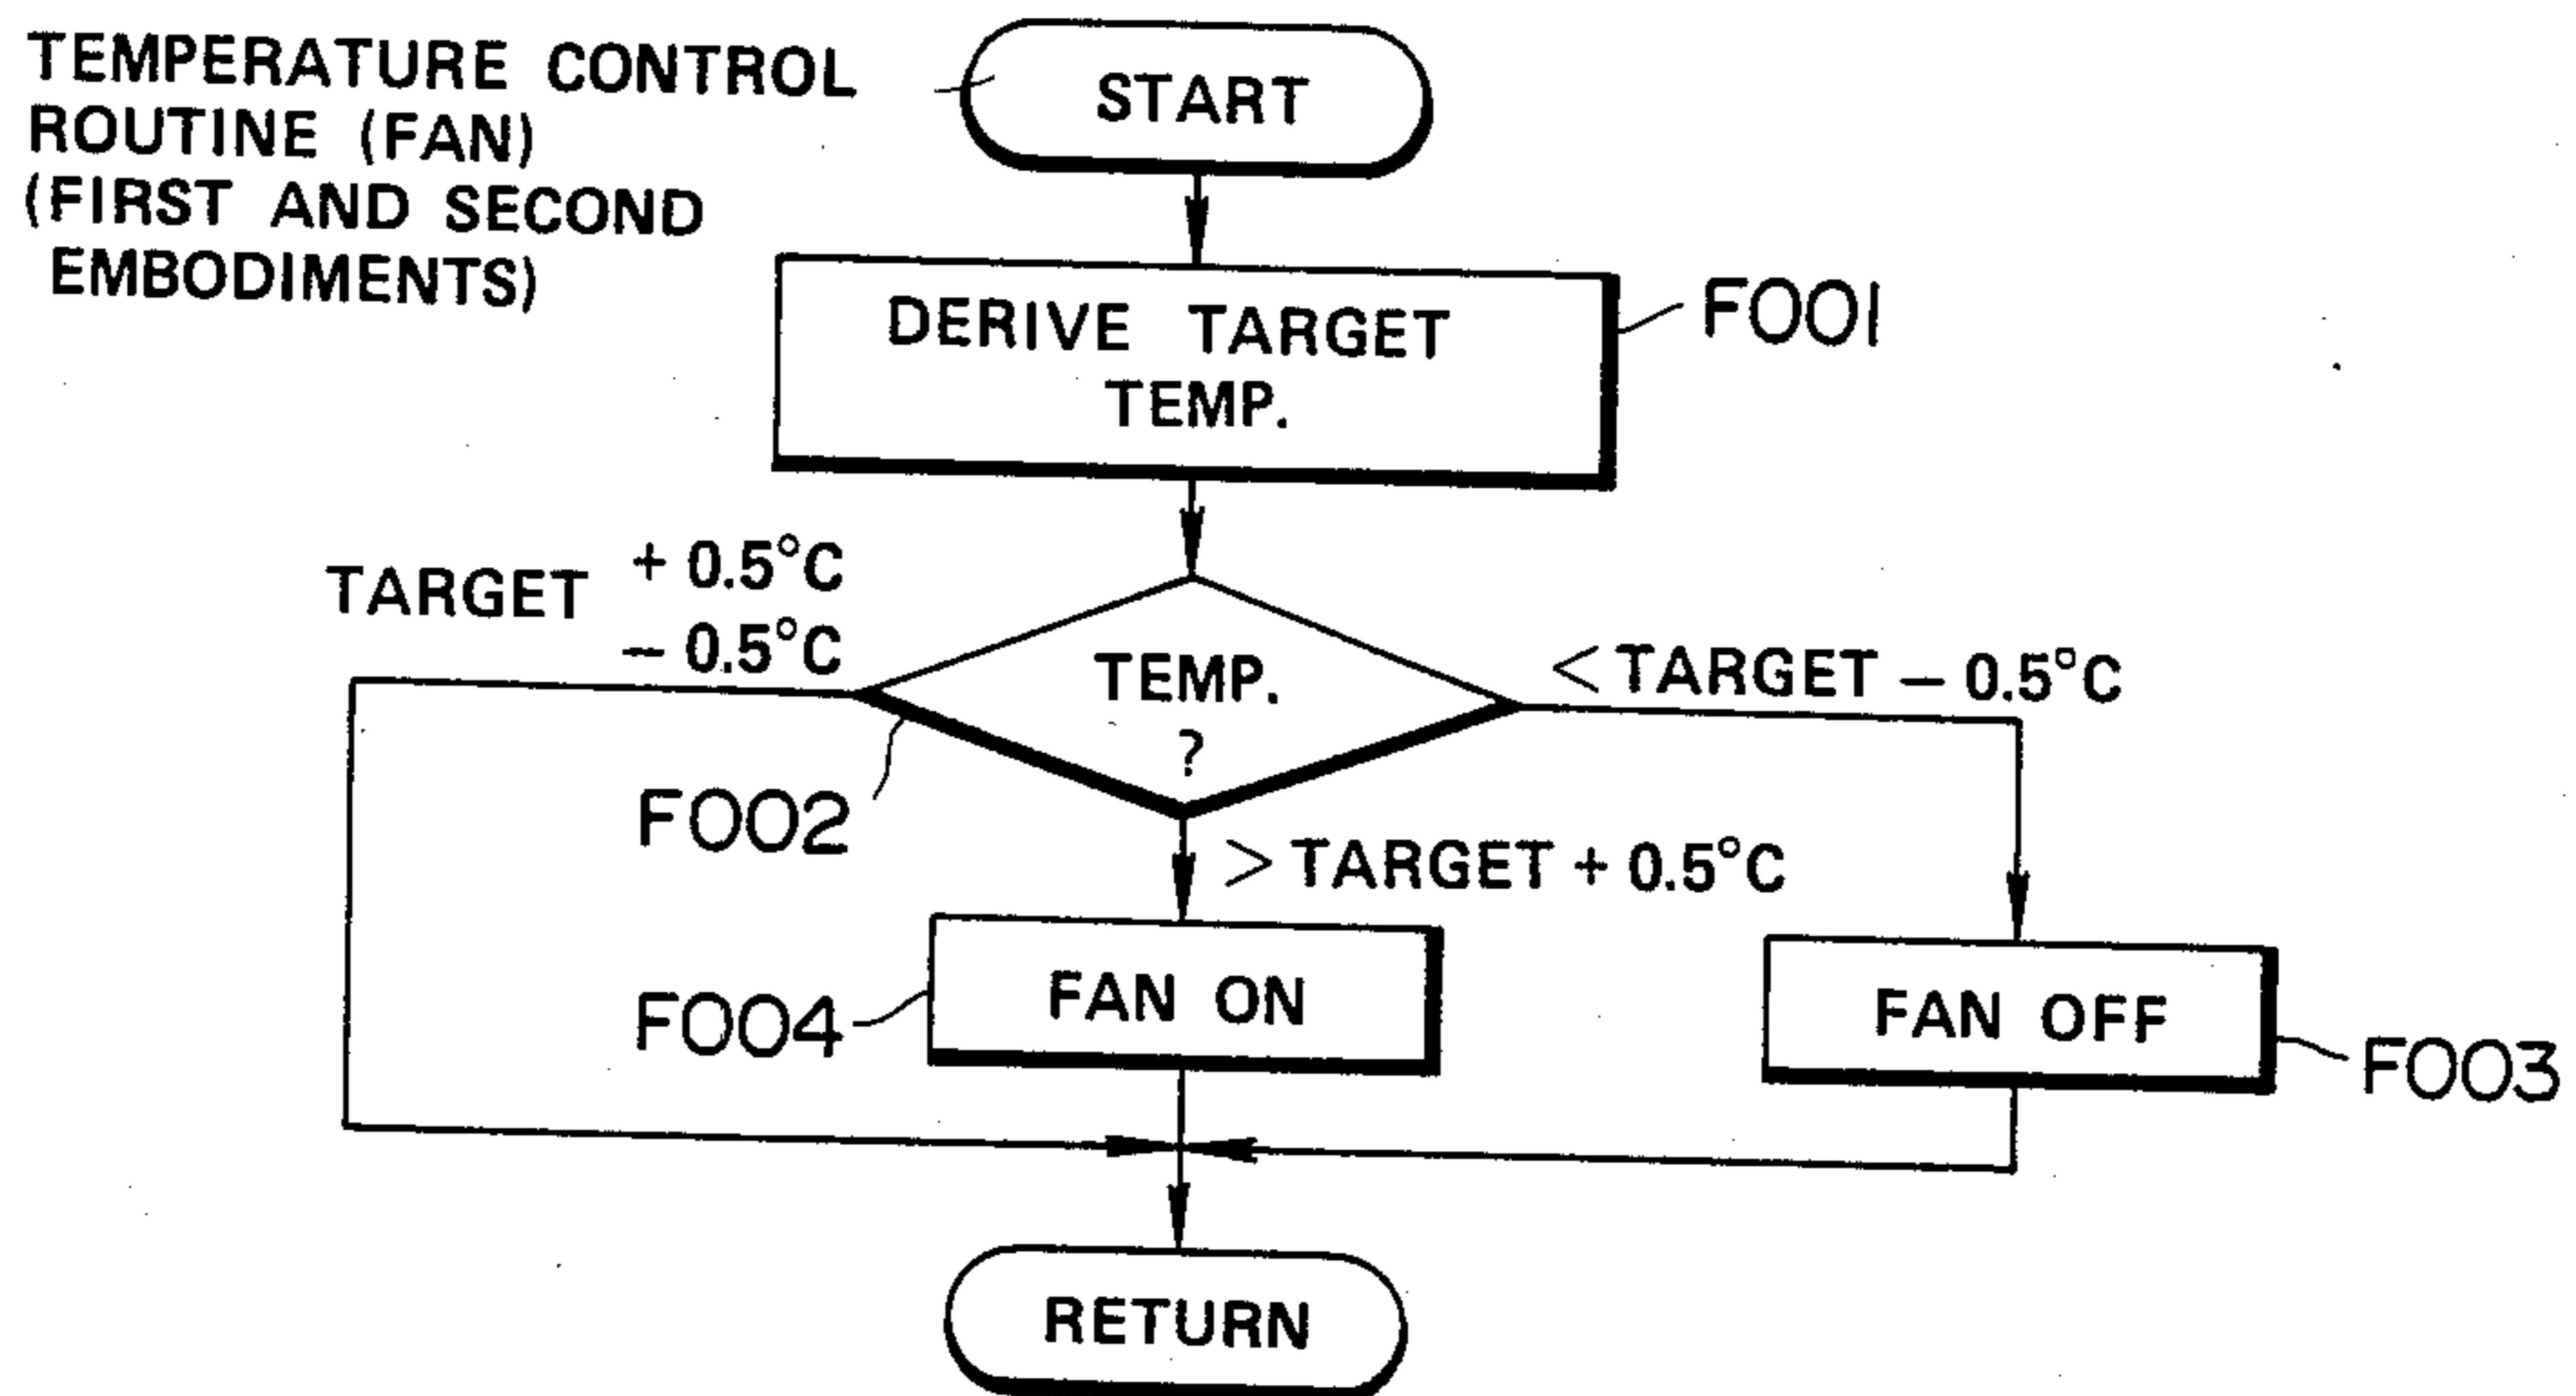 TEMPERATURE CONTROL
ROUTINE (FAN)
(FIRST AND SECOND
EMBODIMENTS)
START
DERIVE TARGET
TEMP.
F001
TARGET + 0.5°C
− 0.5°C
TEMP.
?
< TARGET − 0.5°C
F002
> TARGET + 0.5°C
FAN ON
F004
FAN OFF
F003
RETURN